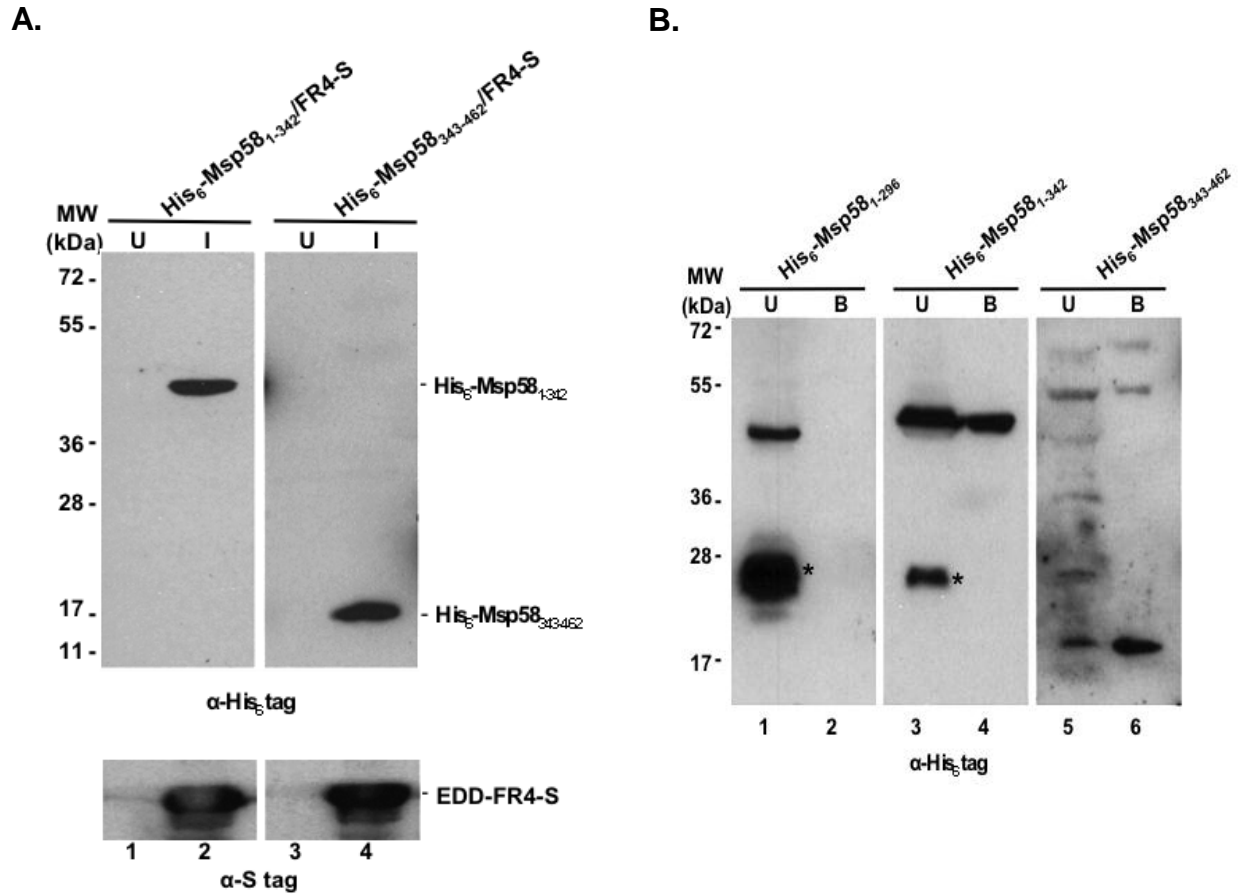 A.
His6-Msp581-342/FR4-S
His6-Msp58343-462/FR4-S
MW
(kDa)
U I U I
72 -
55 -
36 -
28 -
17 -
11 -
- His6-Msp581-342
- His6-Msp58343-462
α-His6 tag
- EDD-FR4-S
1 2 3 4
α-S tag
B.
His6-Msp581-296
His6-Msp581-342
His6-Msp58343-462
MW
(kDa)
U B U B U B
72-
55-
36-
28-
17-
* *
1 2 3 4 5 6
α-His6 tag